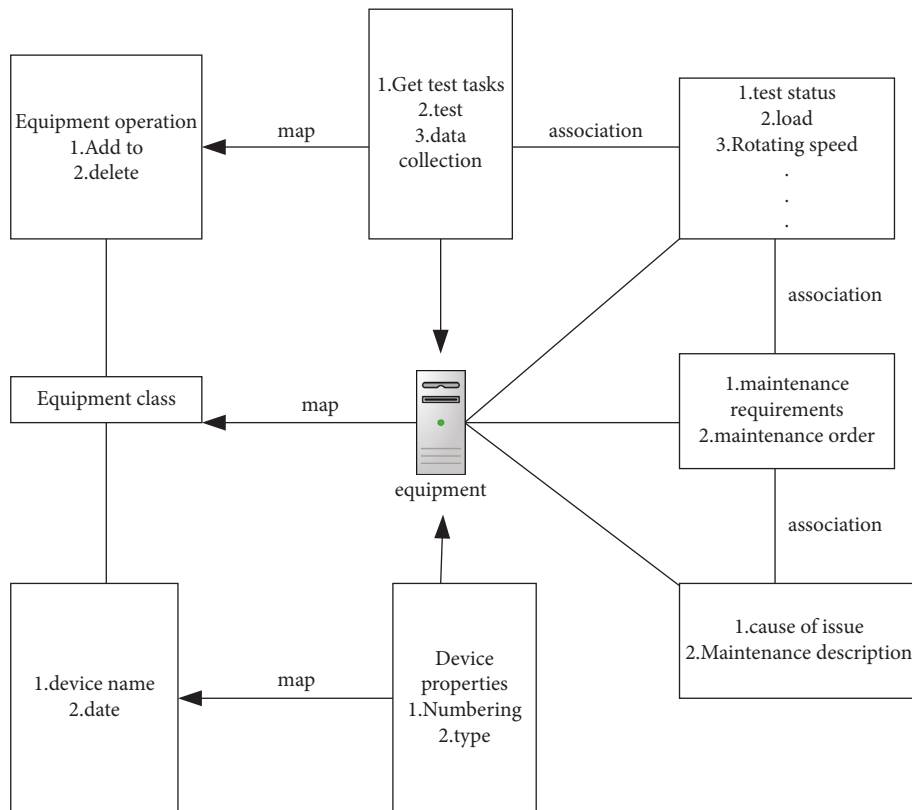 Equipment operation
1.Add to
2.delete
map
1.Get test tasks
2.test
3.data
collection
association
1.test status
2.load
3.Rotating speed
.
.
.
association
Equipment class
map
equipment
1.maintenance
requirements
2.maintenance order
association
1.device name
2.date
map
Device
properties
1.Numbering
2.type
1.cause of issue
2.Maintenance description